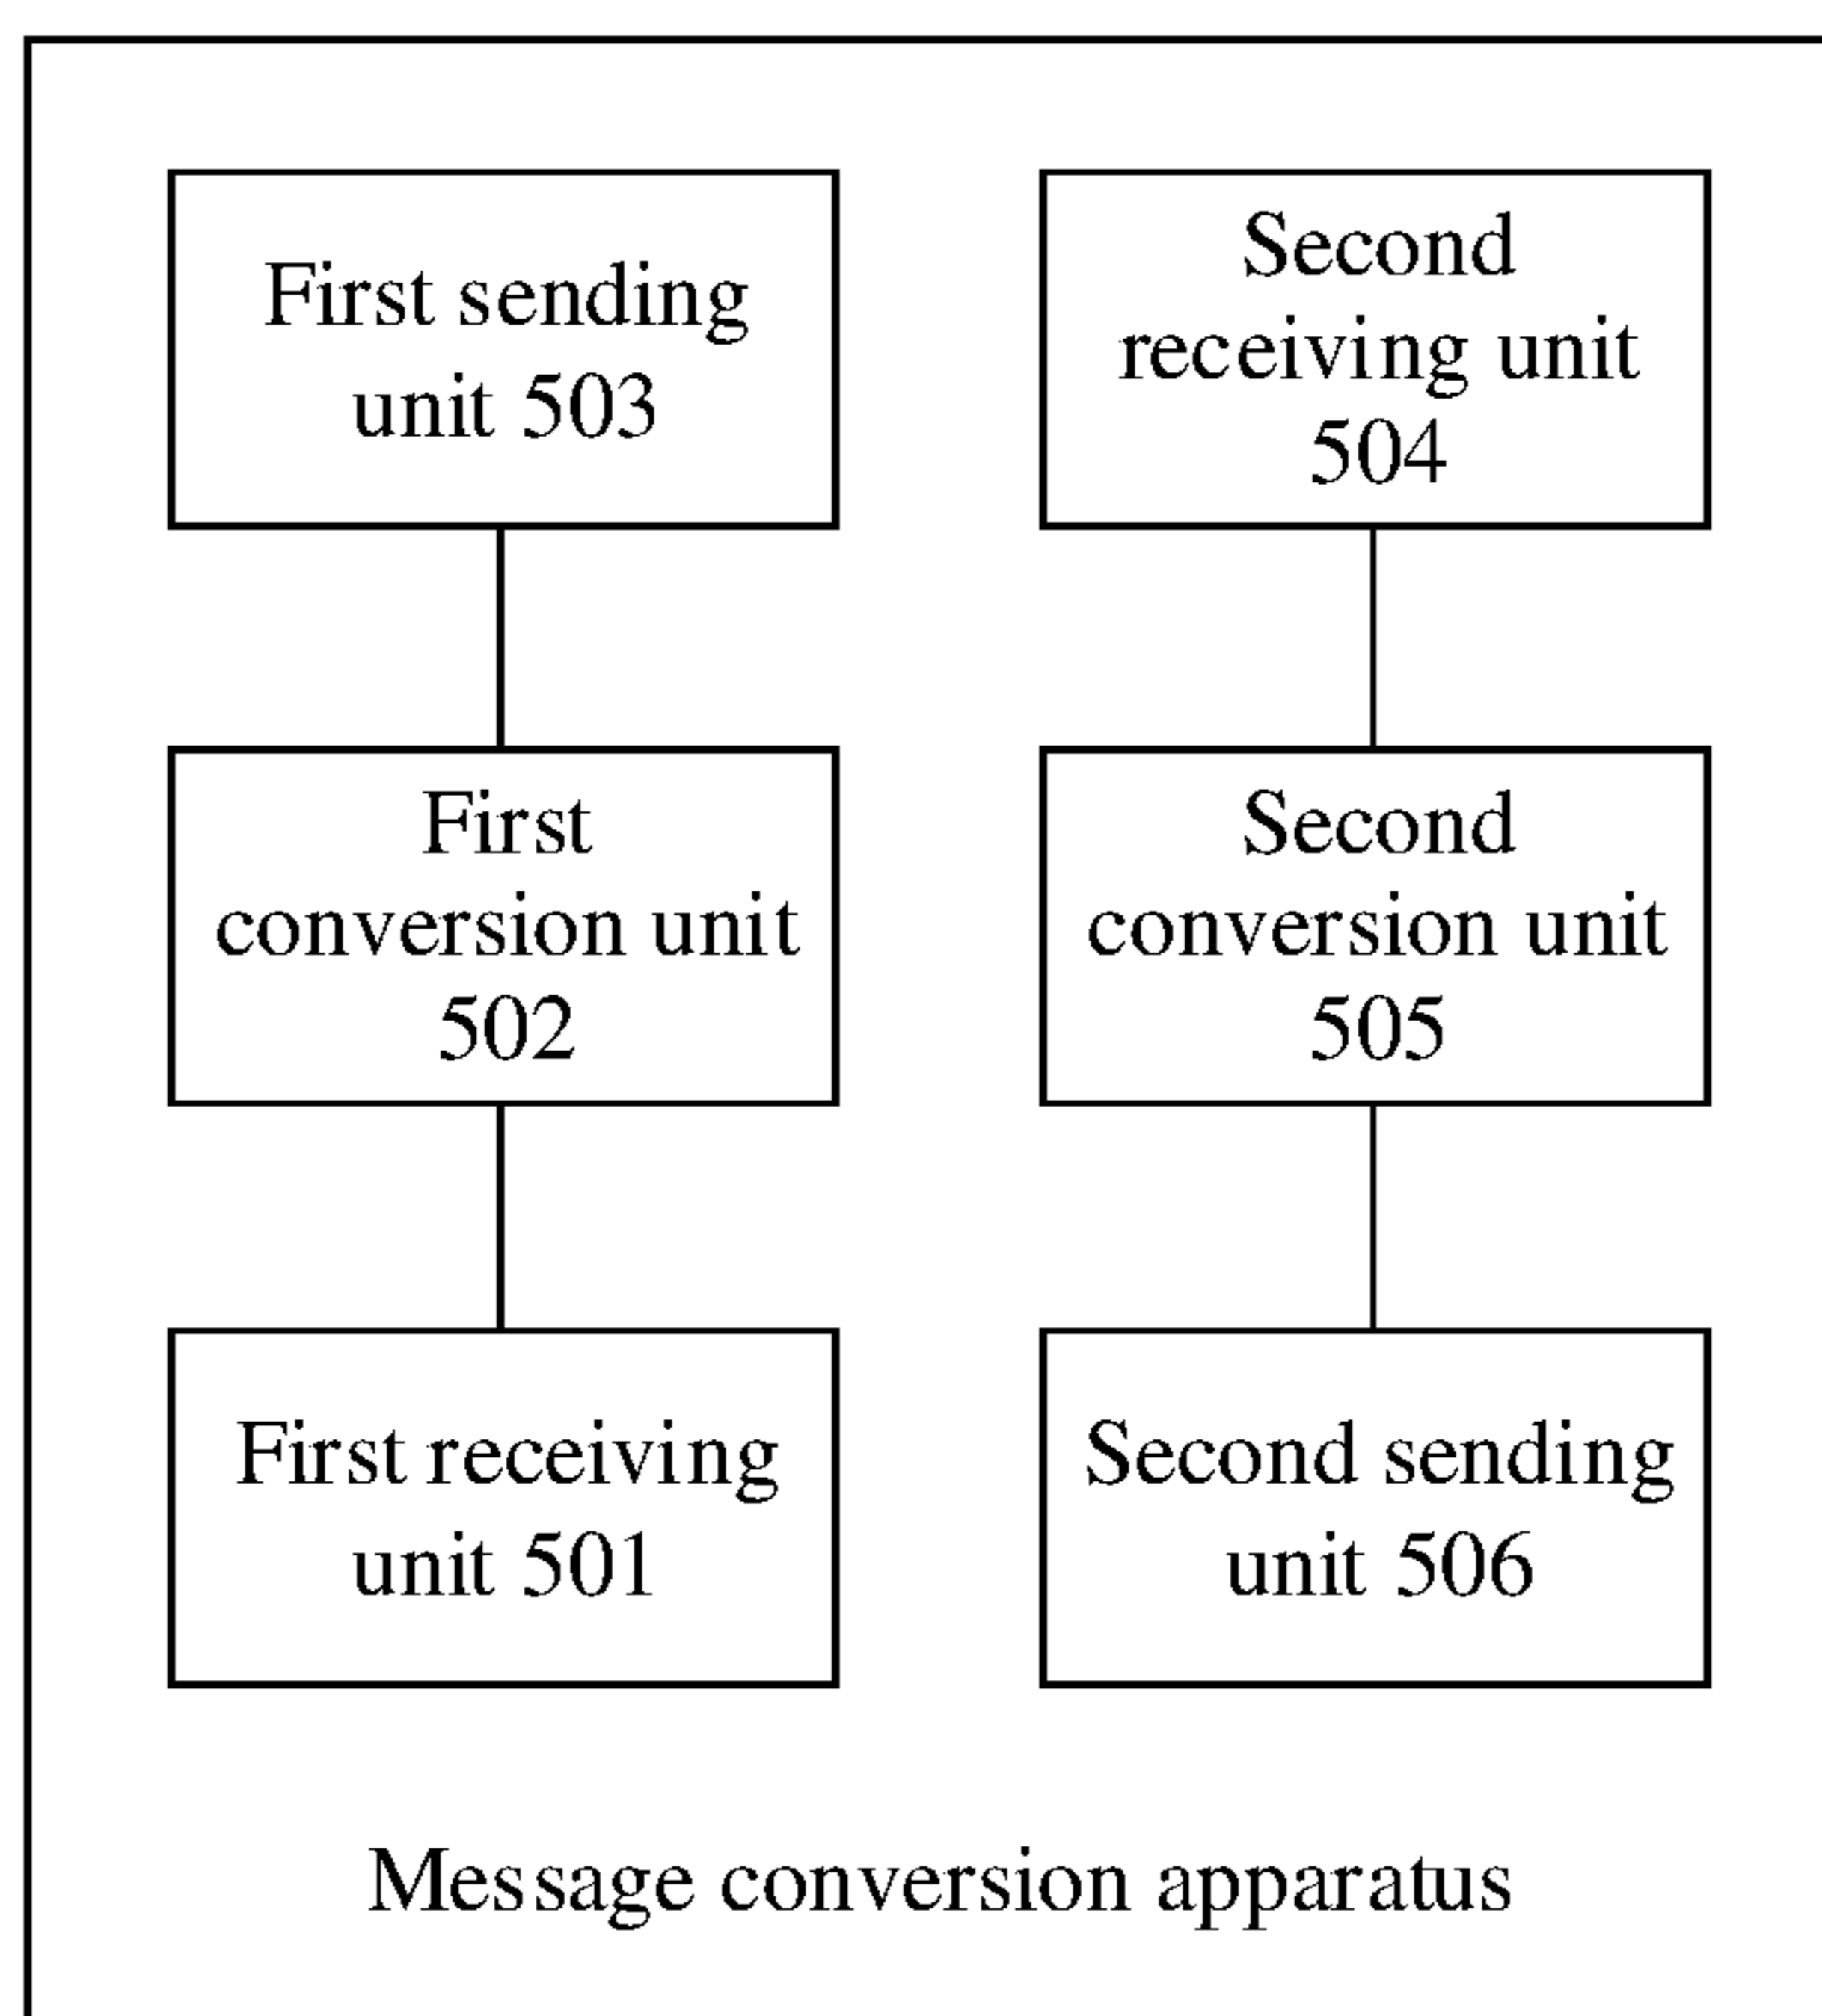 First sending
unit 503
Second
receiving unit
504
First
conversion unit
502
Second
conversion unit
505
First receiving
unit 501
Second sending
unit 506
Message conversion apparatus